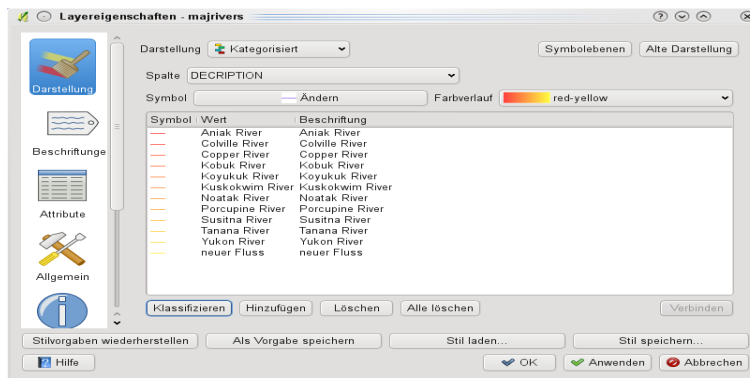 Layereigenschaften - majrivers
Darstellung
Beschriftunge
Attribute
Allgemein
Darstellung Kategorisiert Symbolebenen Alte Darstellung
Spalte DECRIPTION
Symbol Ändern Farbverlauf red-yellow
Symbol Wert Beschriftung
Aniak River Aniak River
Colville River Colville River
Copper River Copper River
Kobuk River Kobuk River
Koyukuk River Koyukuk River
Kuskokwim River Kuskokwim River
Noatak River Noatak River
Porcupine River Porcupine River
Susitna River Susitna River
Tanana River Tanana River
Yukon River Yukon River
neuer Fluss neuer Fluss
Klassifizieren Hinzufügen Löschen Alle löschen Verbinden
Stilvorgaben wiederherstellen Als Vorgabe speichern Stil laden... Stil speichern...
Hilfe OK Anwenden Abbrechen